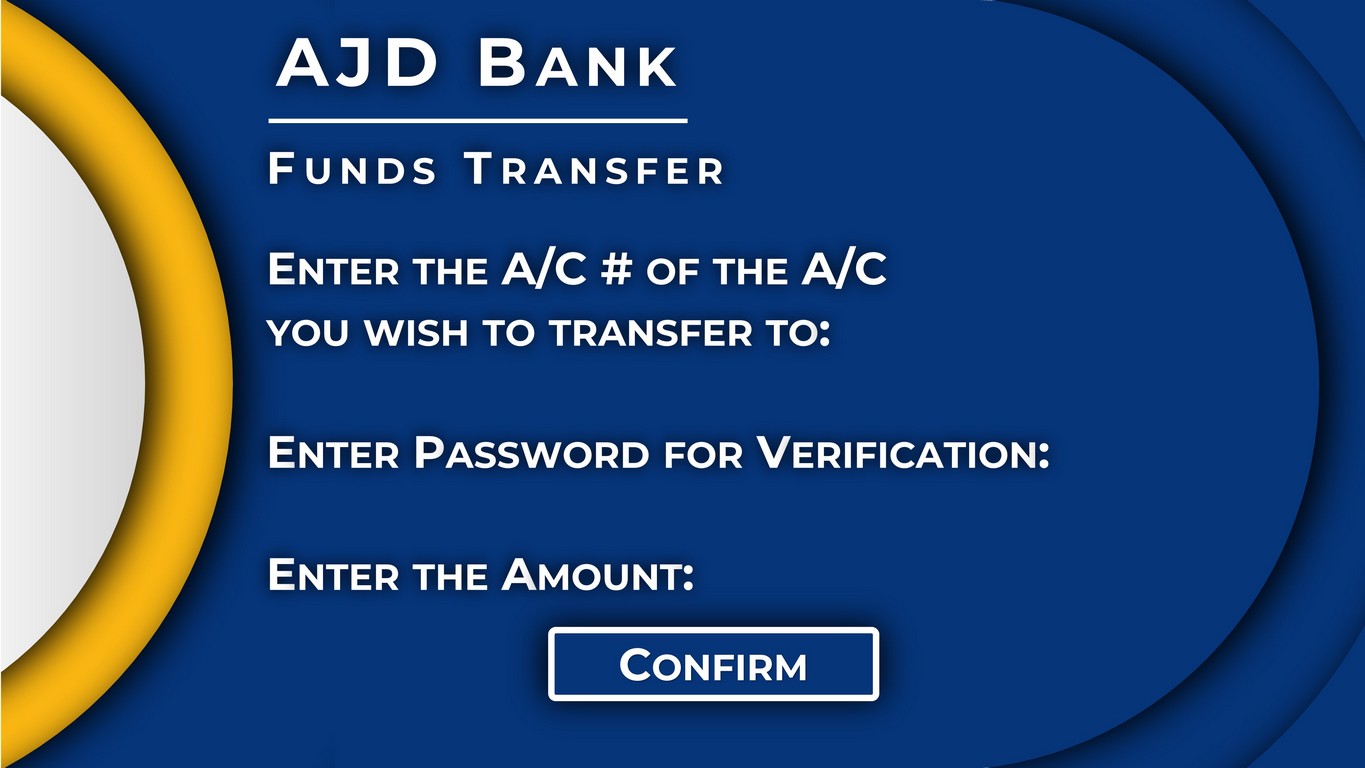 AJD Bank
Funds Transfer
Enter the A/C # of the A/C
you wish to transfer to:
Enter Password for Verification:
Enter the Amount:
Confirm